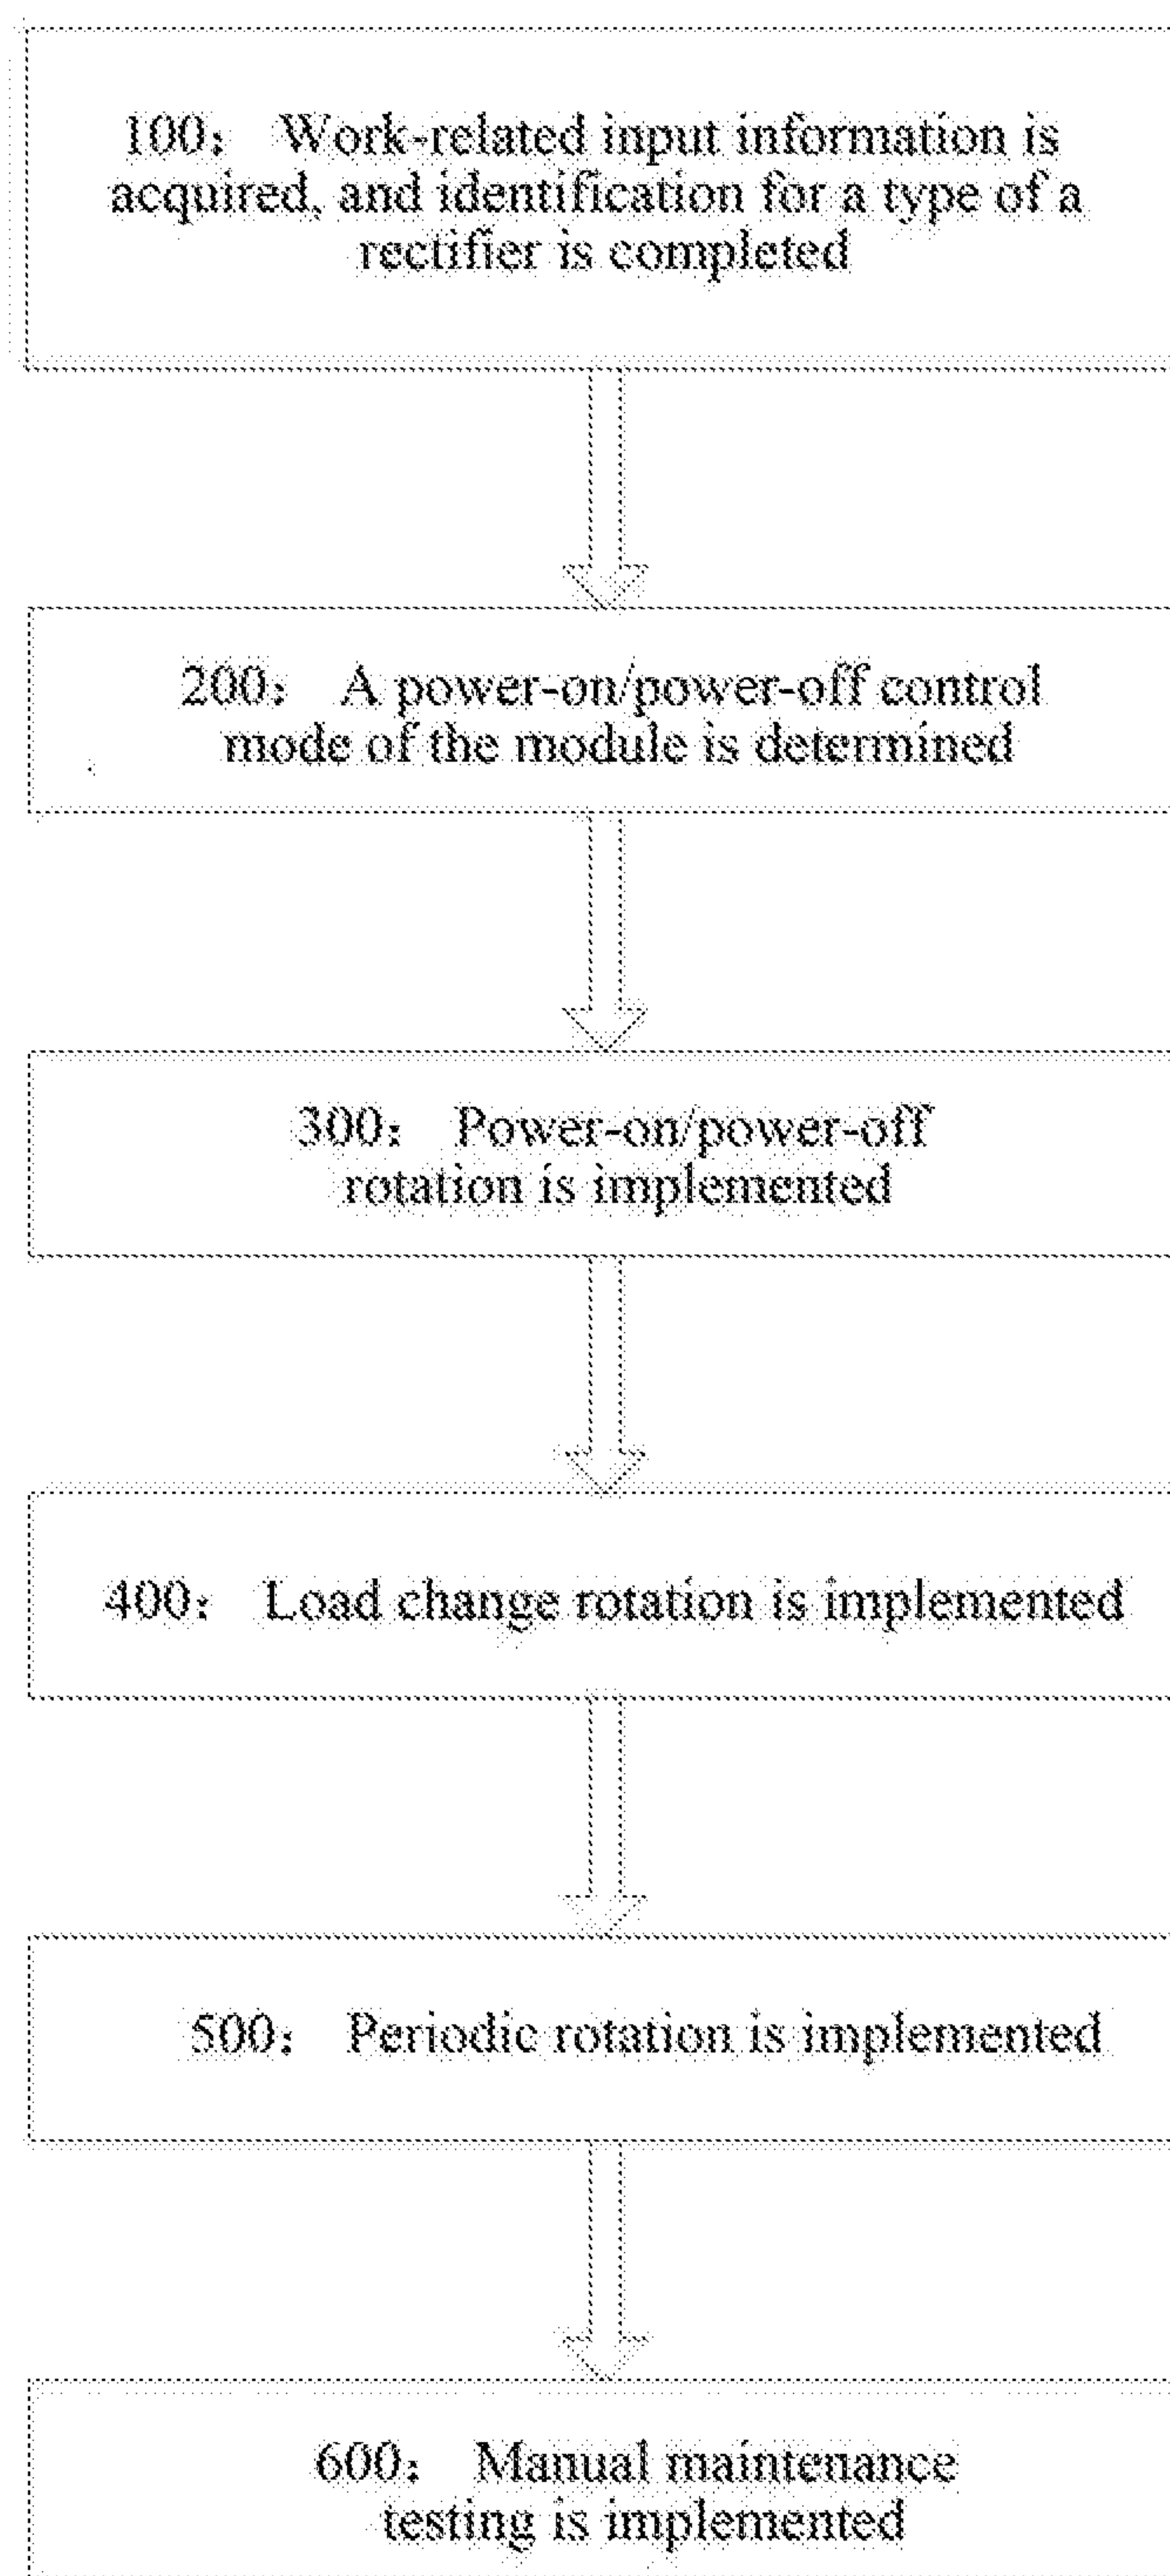 100: Work-related input information is
acquired, and identification for a type of a
rectifier is completed
200: A power-on/power-off control
mode of the module is determined
300: Power-on/power-off
rotation is implemented
400: Load change rotation is implemented
500: Periodic rotation is implemented
600: Manual maintenance
testing is implemented